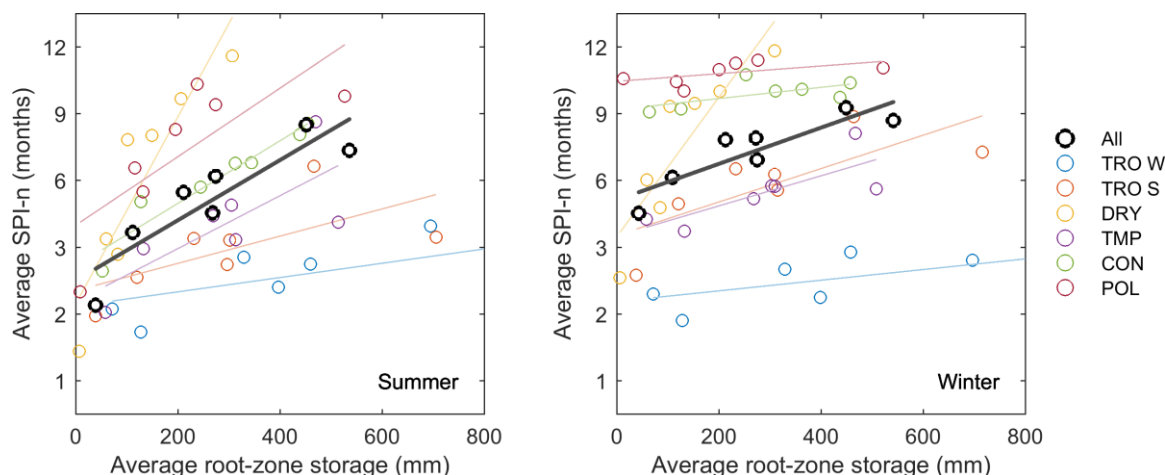 Average SPI-n (months)
12
9
6
3
2
1
Summer
0
200
400
600
800
Average root-zone storage (mm)
Average SPI-n (months)
12
9
6
3
2
1
Winter
0
200
400
600
800
Average root-zone storage (mm)
All
TRO W
TRO S
DRY
TMP
CON
POL